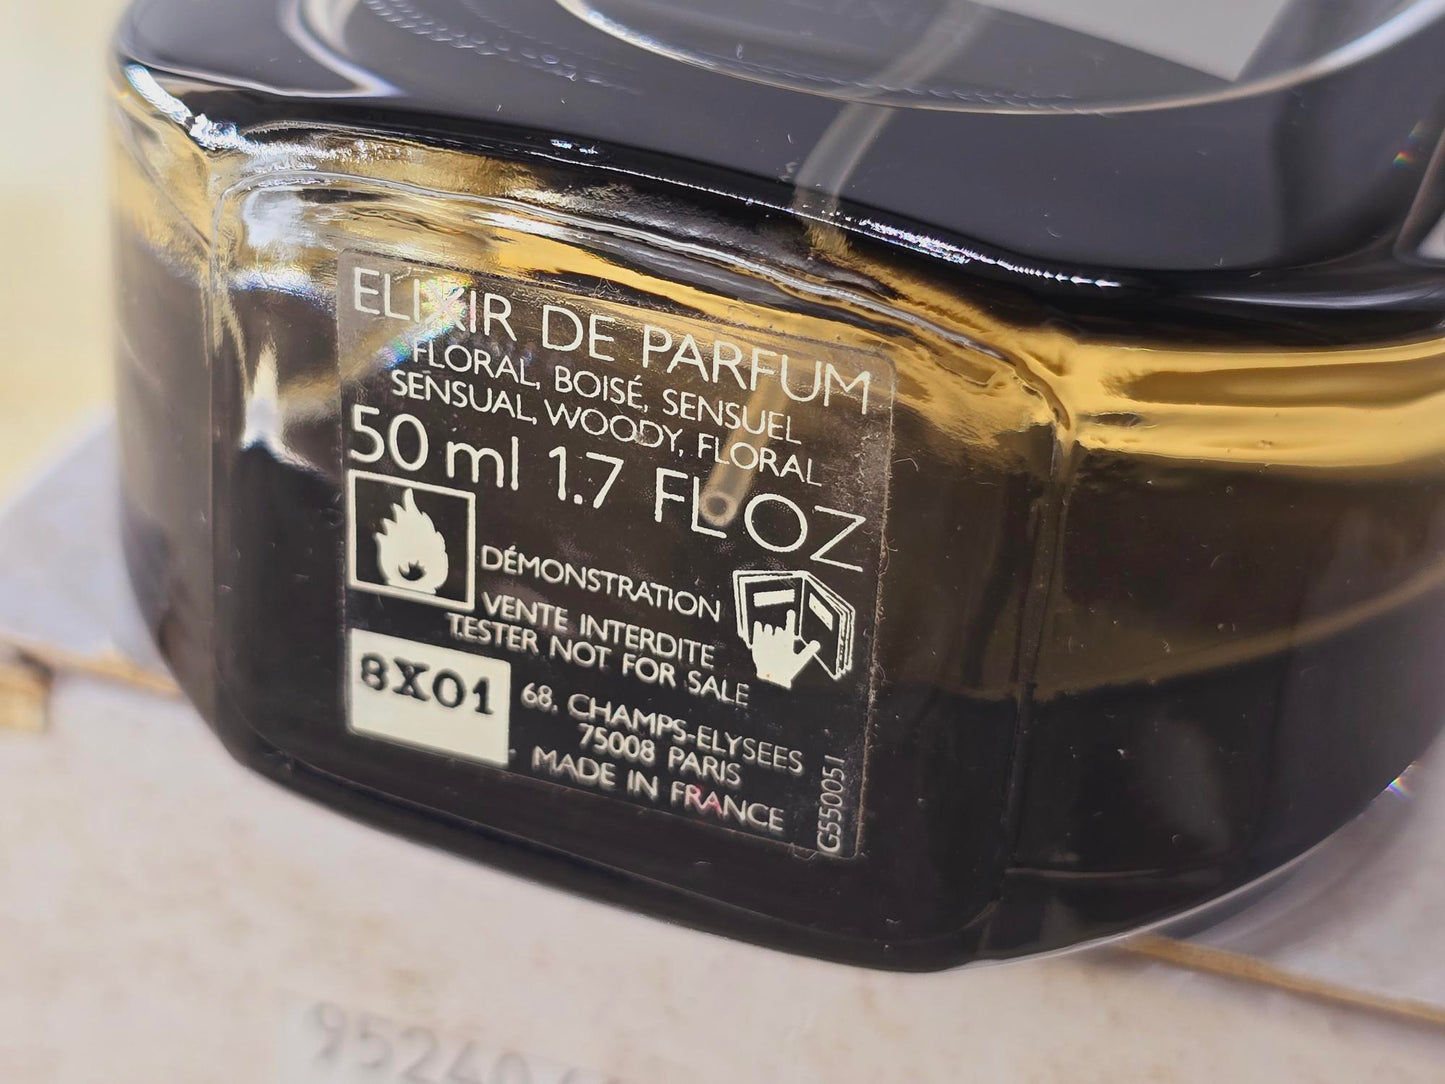 ELIXIR DE PARFUM
FLORAL, BOISÉ, SENSUEL
SENSUAL, WOODY, FLORAL
50 ml 1.7 FL OZ
DÉMONSTRATION
VENTE INTERDITE
TESTER NOT FOR SALE
8X01
68, CHAMPS-ELYSEES
75008 PARIS
MADE IN FRANCE
G550051